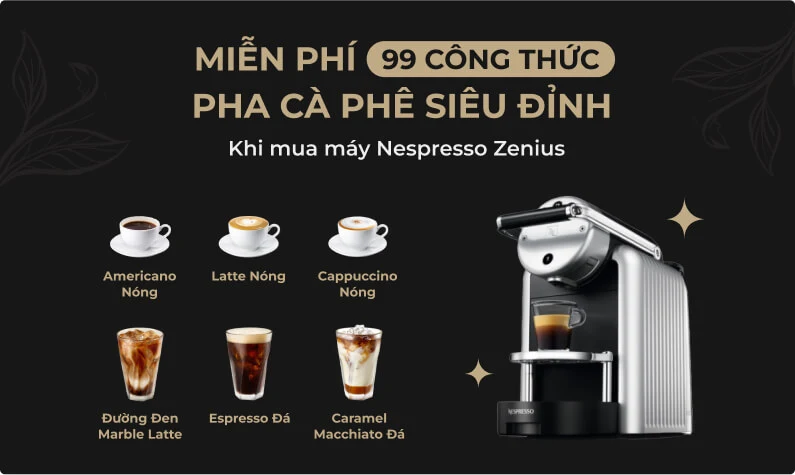 MIỄN PHÍ 99 CÔNG THỨC
PHA CÀ PHÊ SIÊU ĐỈNH
Khi mua máy Nespresso Zenius
Americano
Nóng
Latte Nóng
Cappuccino
Nóng
Đường Đen
Marble Latte
Espresso Đá
Caramel
Macchiato Đá
NESPRESSO